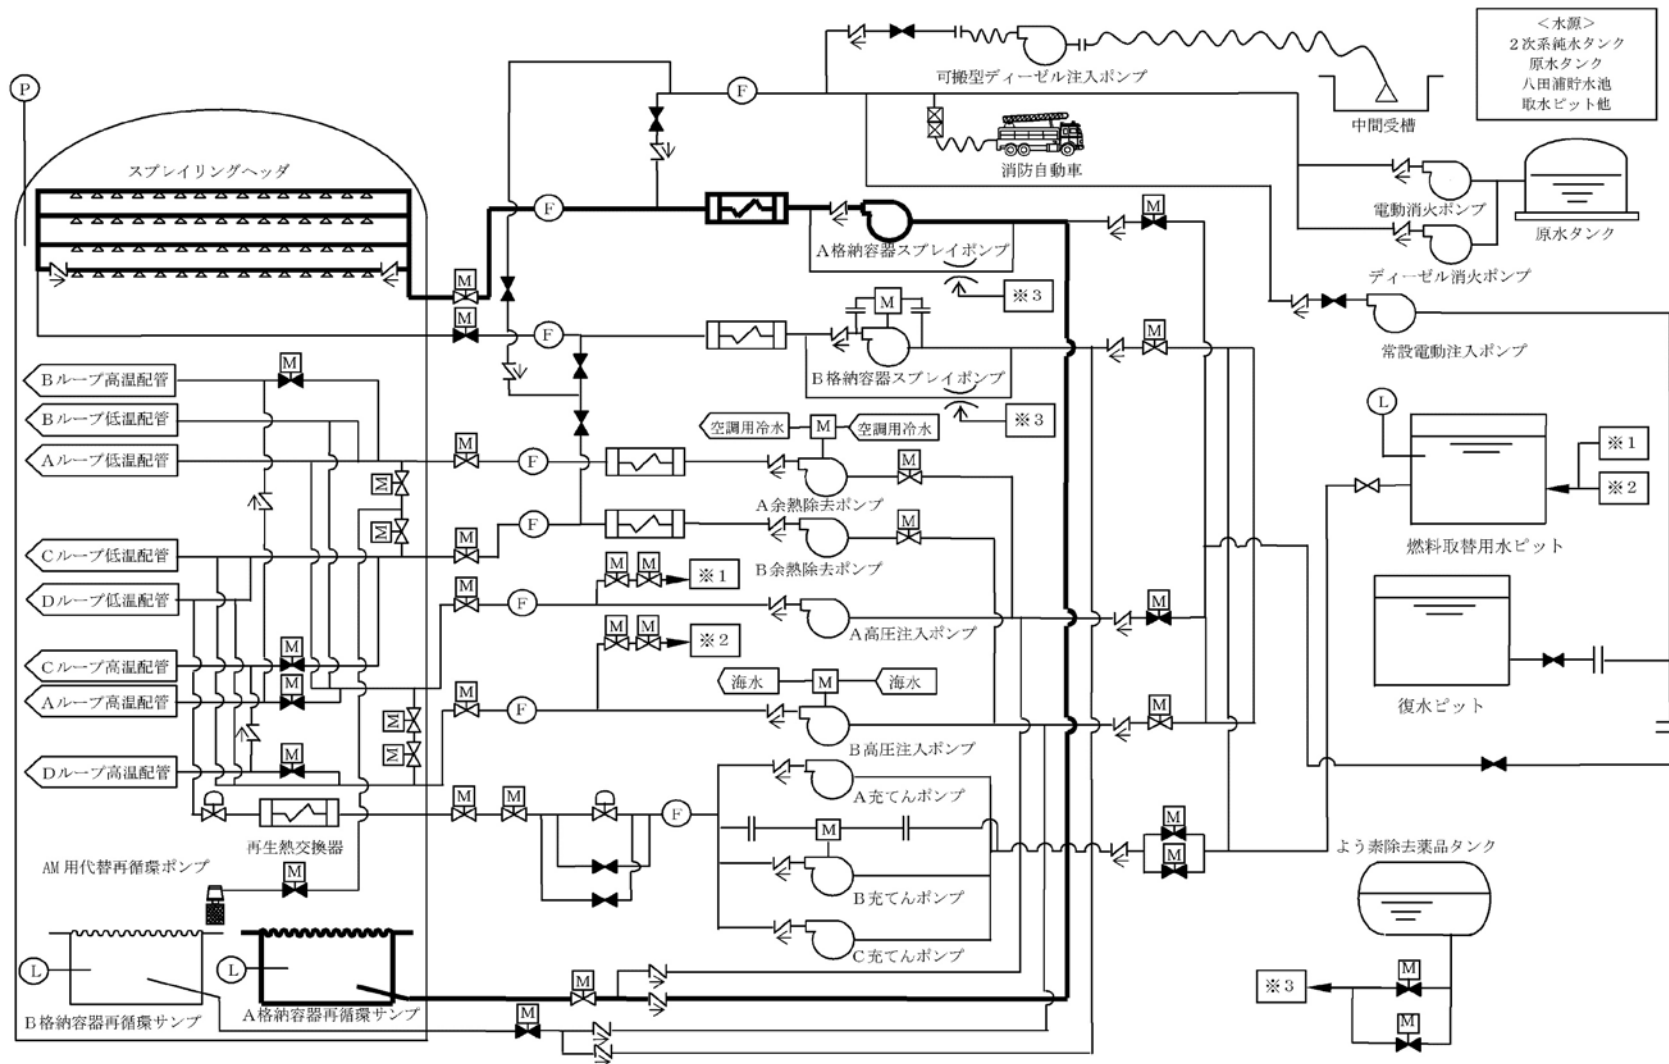 <水源>
2次系純水タンク
原水タンク
八田浦貯水池
取水ピット他
P
F
可搬型ディーゼル注入ポンプ
中間受槽
消防自動車
スプレイリングヘッダ
M
F
A格納容器スプレイポンプ
※3
電動消火ポンプ
原水タンク
ディーゼル消火ポンプ
M
M
M
F
M
M
B格納容器スプレイポンプ
※3
常設電動注入ポンプ
Bループ高温配管
M
Bループ低温配管
空調用冷水
M
空調用冷水
L
※1
※2
Aループ低温配管
M
F
M
M
M
A余熱除去ポンプ
燃料取替用水ピット
Cループ低温配管
M
F
M
B余熱除去ポンプ
M
M
※1
Dループ低温配管
M
F
A高圧注入ポンプ
M
M
M
※2
Cループ高温配管
M
海水
M
海水
Aループ高温配管
M
M
F
M
M
M
B高圧注入ポンプ
復水ピット
Dループ高温配管
M
A充てんポンプ
再生熱交換器
M
M
F
M
M
M
B充てんポンプ
よう素除去薬品タンク
AM用代替再循環ポンプ
M
C充てんポンプ
L
L
M
※3
M
M
B格納容器再循環サンプ
A格納容器再循環サンプ
M